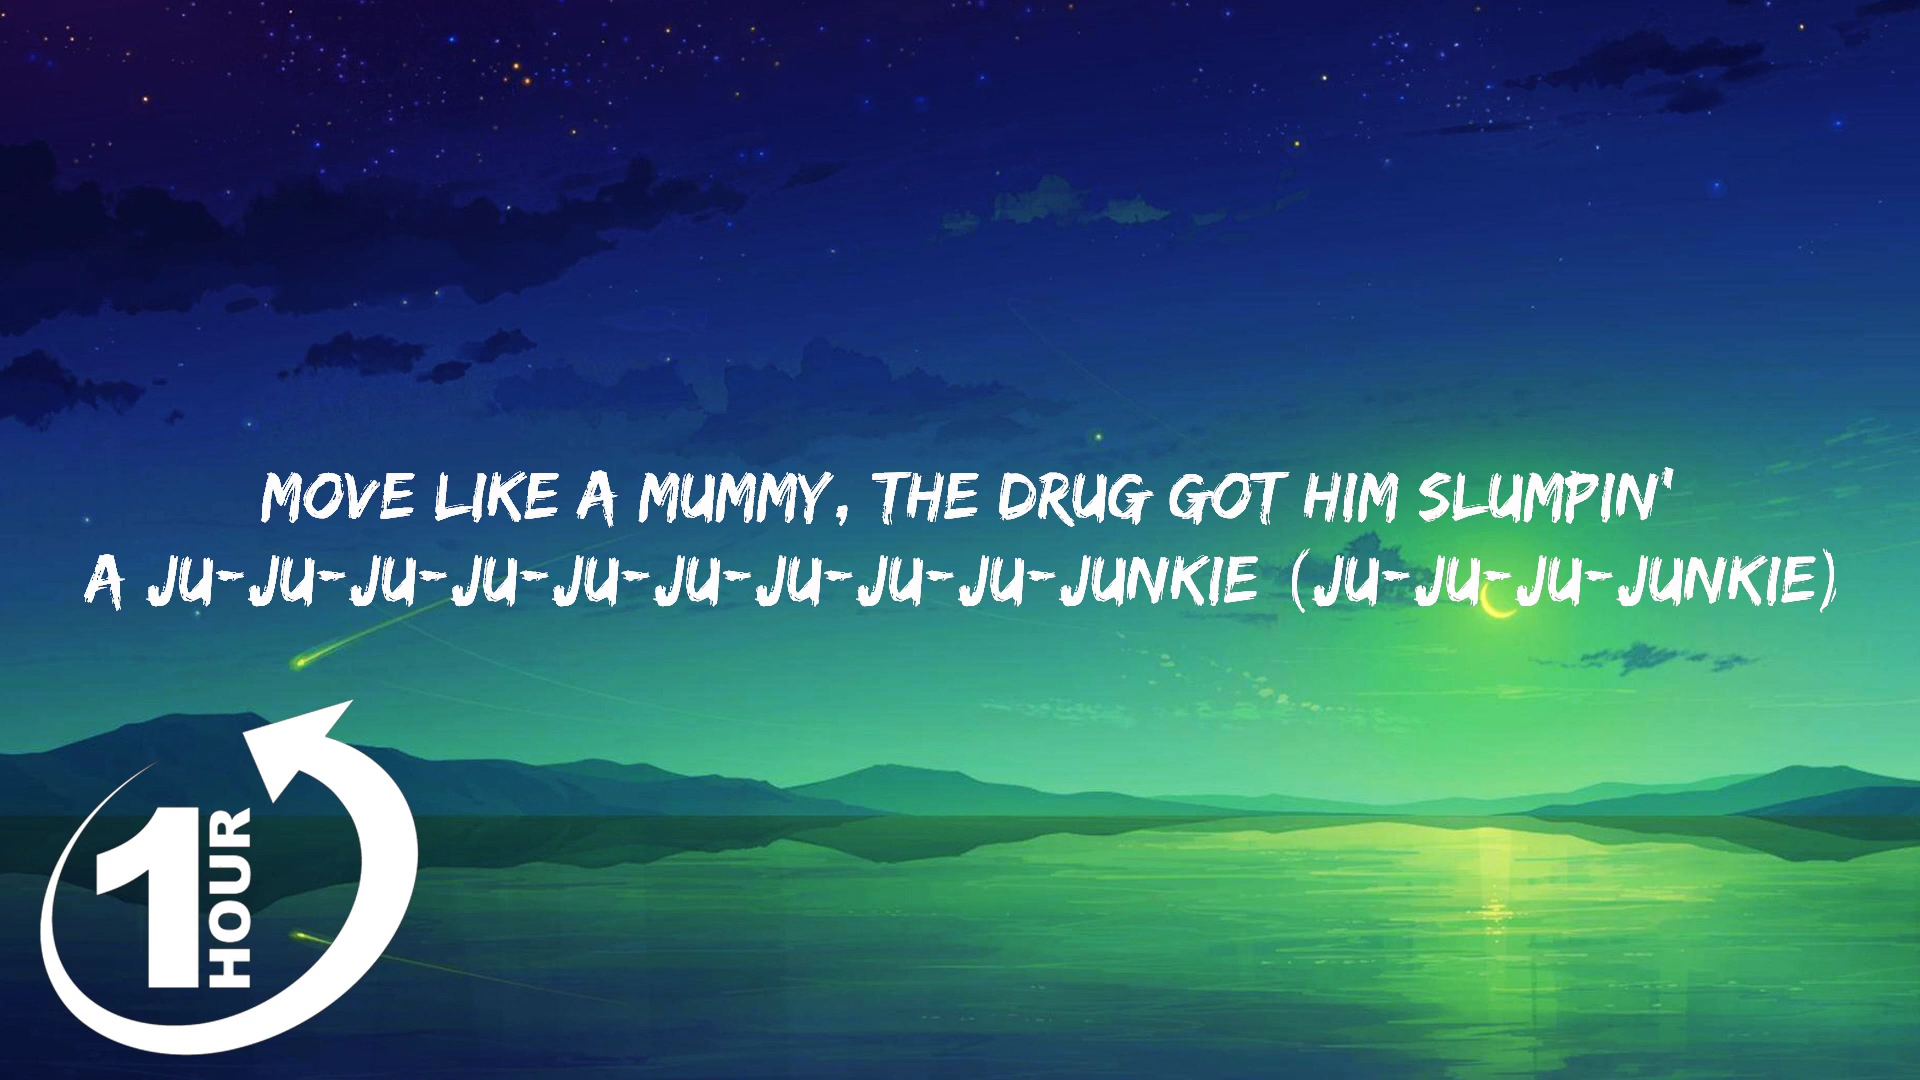 MOVE LIKE A MUMMY, THE DRUG GOT HIM SLUMPIN'
A JU-JU-JU-JU-JU-JU-JU-JU-JU-JUNKIE (JU-JU-JU-JUNKIE)
1 HOUR